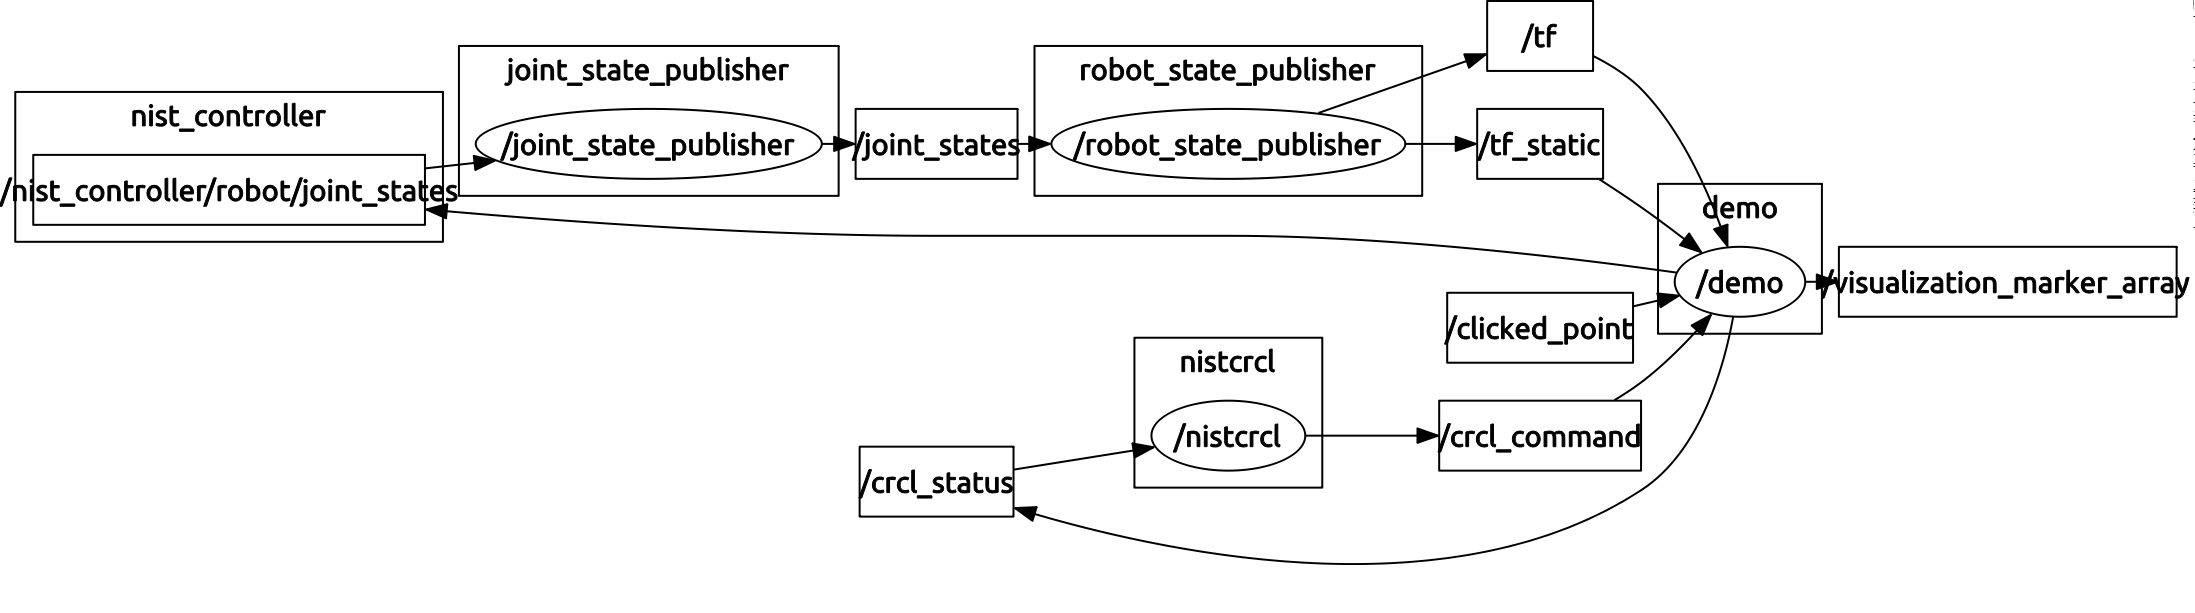 /tf
joint_state_publisher
robot_state_publisher
nist_controller
/joint_state_publisher
/joint_states
/robot_state_publisher
/tf_static
/nist_controller/robot/joint_states
demo
/demo
/visualization_marker_array
/clicked_point
nistcrcl
/nistcrcl
/crcl_command
/crcl_status